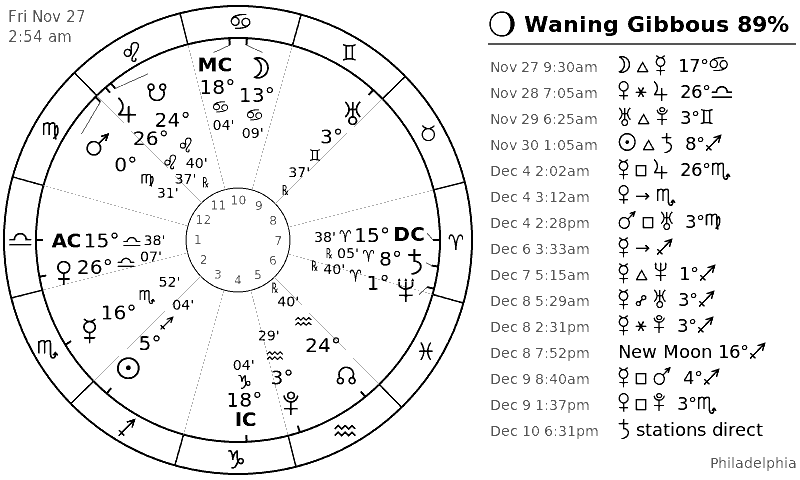 Fri Nov 27
2:54 am
MC
☽
18° 13°
♋ ♋
04' 09'
☋
24°
♌
40'
♃
26°
♌
37' ℞
♂
0°
♍
31'
♅
3°
♊
37'
℞
11 10 9
12 8
1 7
2 6
3 4 5
AC 15° ♎ 38'
♀ 26° ♎ 07'
38' ♈ 15° DC
℞ 05' ♈ 8° ♄
℞ 40' ♈ 1° ♆
☿ 16° ♏ 52'
☉ 5° ♐ 04'
04'
♑
18°
IC
29'
♒
3°
♇
℞
40'
♒
24°
☊
♋ ♊ ♉ ♈ ♓ ♒ ♑ ♐ ♏ ♎ ♍ ♌
Waning Gibbous 89%
Nov 27 9:30am ☽ △ ☿ 17°♋
Nov 28 7:05am ♀ ⚹ ♃ 26°♎
Nov 29 6:25am ♅ △ ♇ 3°♊
Nov 30 1:05am ☉ △ ♄ 8°♐
Dec 4 2:02am ☿ □ ♃ 26°♏
Dec 4 3:12am ♀ → ♏
Dec 4 2:28pm ♂ □ ♅ 3°♍
Dec 6 3:33am ☿ → ♐
Dec 7 5:15am ☿ △ ♆ 1°♐
Dec 8 5:29am ☿ ☍ ♅ 3°♐
Dec 8 2:31pm ☿ ⚹ ♇ 3°♐
Dec 8 7:52pm New Moon 16°♐
Dec 9 8:40am ☿ □ ♂ 4°♐
Dec 9 1:37pm ♀ □ ♇ 3°♏
Dec 10 6:31pm ♄ stations direct
Philadelphia